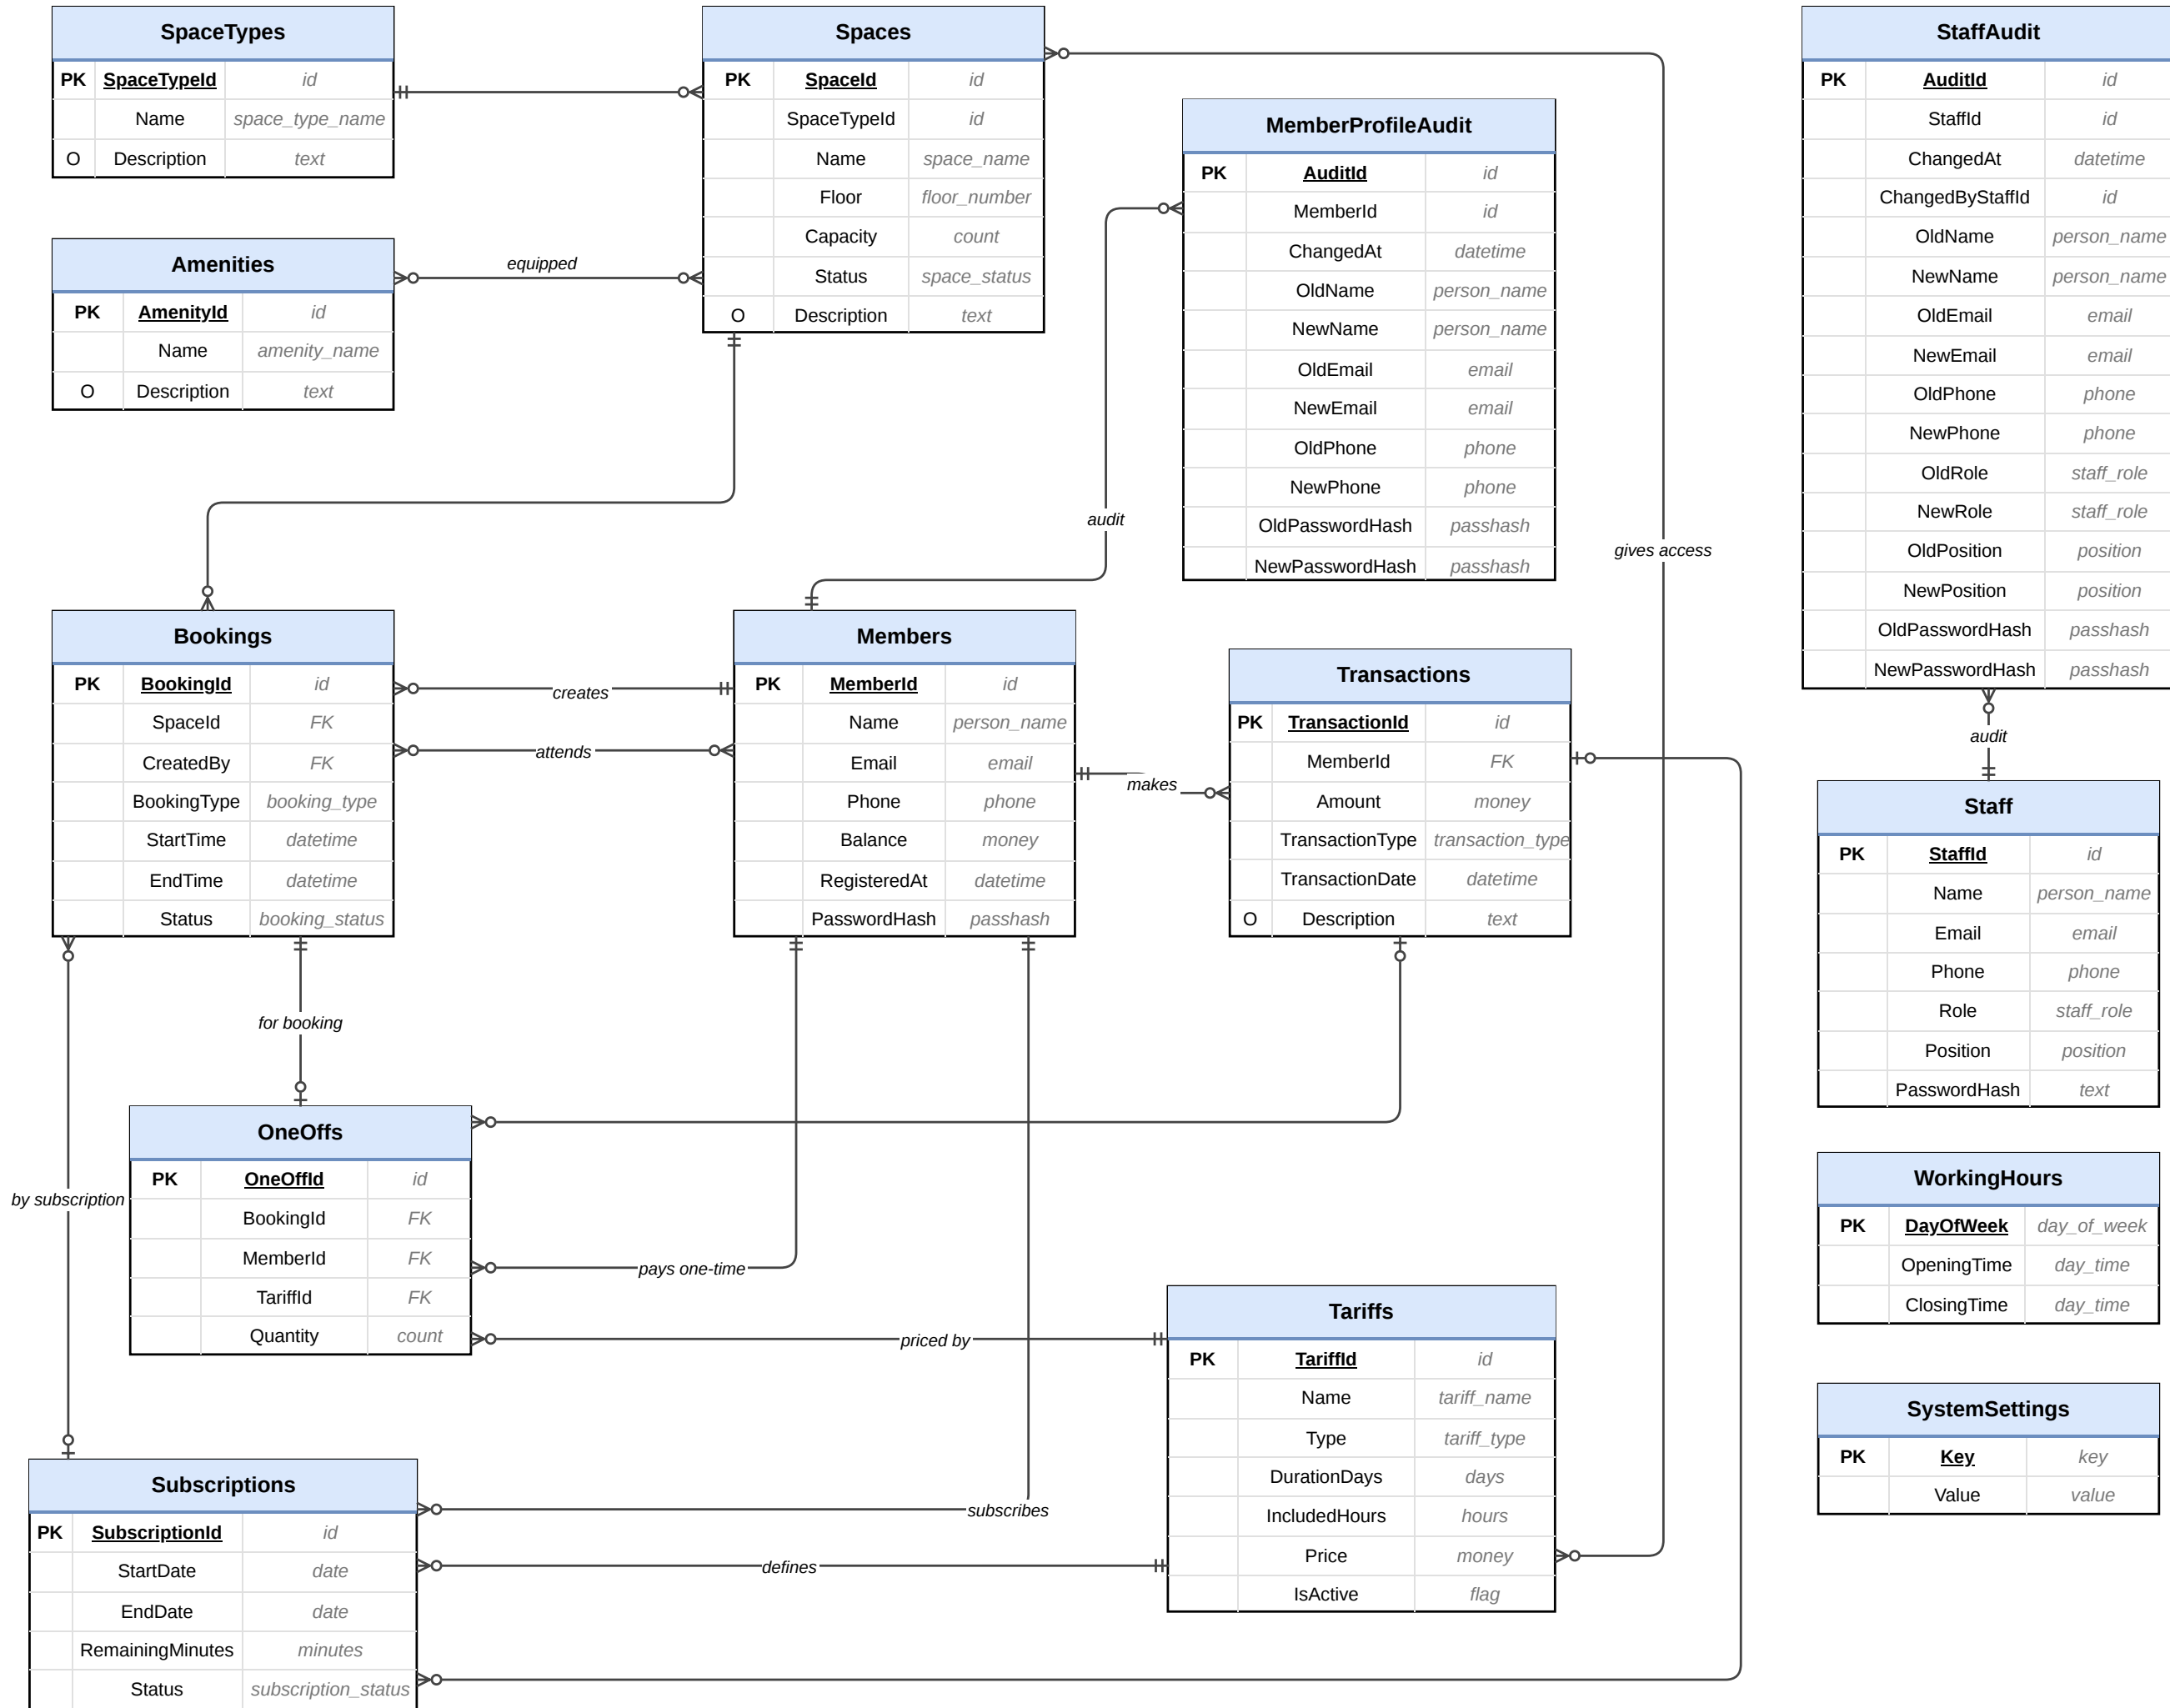 SpaceTypes
PK SpaceTypeId id
Name space_type_name
O Description text
Amenities
PK AmenityId id
Name amenity_name
O Description text
equipped
Spaces
PK SpaceId id
SpaceTypeId id
Name space_name
Floor floor_number
Capacity count
Status space_status
O Description text
MemberProfileAudit
PK AuditId id
MemberId id
ChangedAt datetime
OldName person_name
NewName person_name
OldEmail email
NewEmail email
OldPhone phone
NewPhone phone
OldPasswordHash passhash
NewPasswordHash passhash
audit
gives access
StaffAudit
PK AuditId id
StaffId id
ChangedAt datetime
ChangedByStaffId id
OldName person_name
NewName person_name
OldEmail email
NewEmail email
OldPhone phone
NewPhone phone
OldRole staff_role
NewRole staff_role
OldPosition position
NewPosition position
OldPasswordHash passhash
NewPasswordHash passhash
audit
Bookings
PK BookingId id
SpaceId FK
CreatedBy FK
BookingType booking_type
StartTime datetime
EndTime datetime
Status booking_status
creates
attends
Members
PK MemberId id
Name person_name
Email email
Phone phone
Balance money
RegisteredAt datetime
PasswordHash passhash
makes
Transactions
PK TransactionId id
MemberId FK
Amount money
TransactionType transaction_type
TransactionDate datetime
O Description text
Staff
PK StaffId id
Name person_name
Email email
Phone phone
Role staff_role
Position position
PasswordHash text
for booking
by subscription
OneOffs
PK OneOffId id
BookingId FK
MemberId FK
TariffId FK
Quantity count
pays one-time
priced by
WorkingHours
PK DayOfWeek day_of_week
OpeningTime day_time
ClosingTime day_time
Tariffs
PK TariffId id
Name tariff_name
Type tariff_type
DurationDays days
IncludedHours hours
Price money
IsActive flag
SystemSettings
PK Key key
Value value
Subscriptions
PK SubscriptionId id
StartDate date
EndDate date
RemainingMinutes minutes
Status subscription_status
subscribes
defines